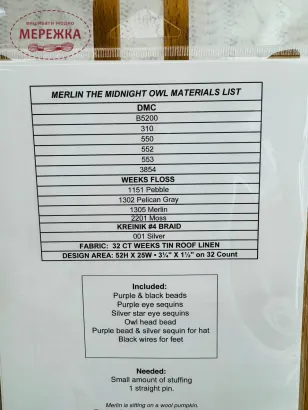 ВИШИВАТИ МОДНО
МЕРЕЖКА
MERLIN THE MIDNIGHT OWL MATERIALS LIST
DMC
B5200
310
550
552
553
3854
WEEKS FLOSS
1151 Pebble
1302 Pelican Gray
1305 Merlin
2201 Moss
KREINIK #4 BRAID
001 Silver
FABRIC: 32 CT WEEKS TIN ROOF LINEN
DESIGN AREA: 52H X 25W • 3¼" X 1½" on 32 Count
Included:
Purple & black beads
Purple eye sequins
Silver star eye sequins
Owl head bead
Purple bead & silver sequin for hat
Black wires for feet
Needed:
Small amount of stuffing
1 straight pin.
Merlin is sitting on a wool pumpkin.